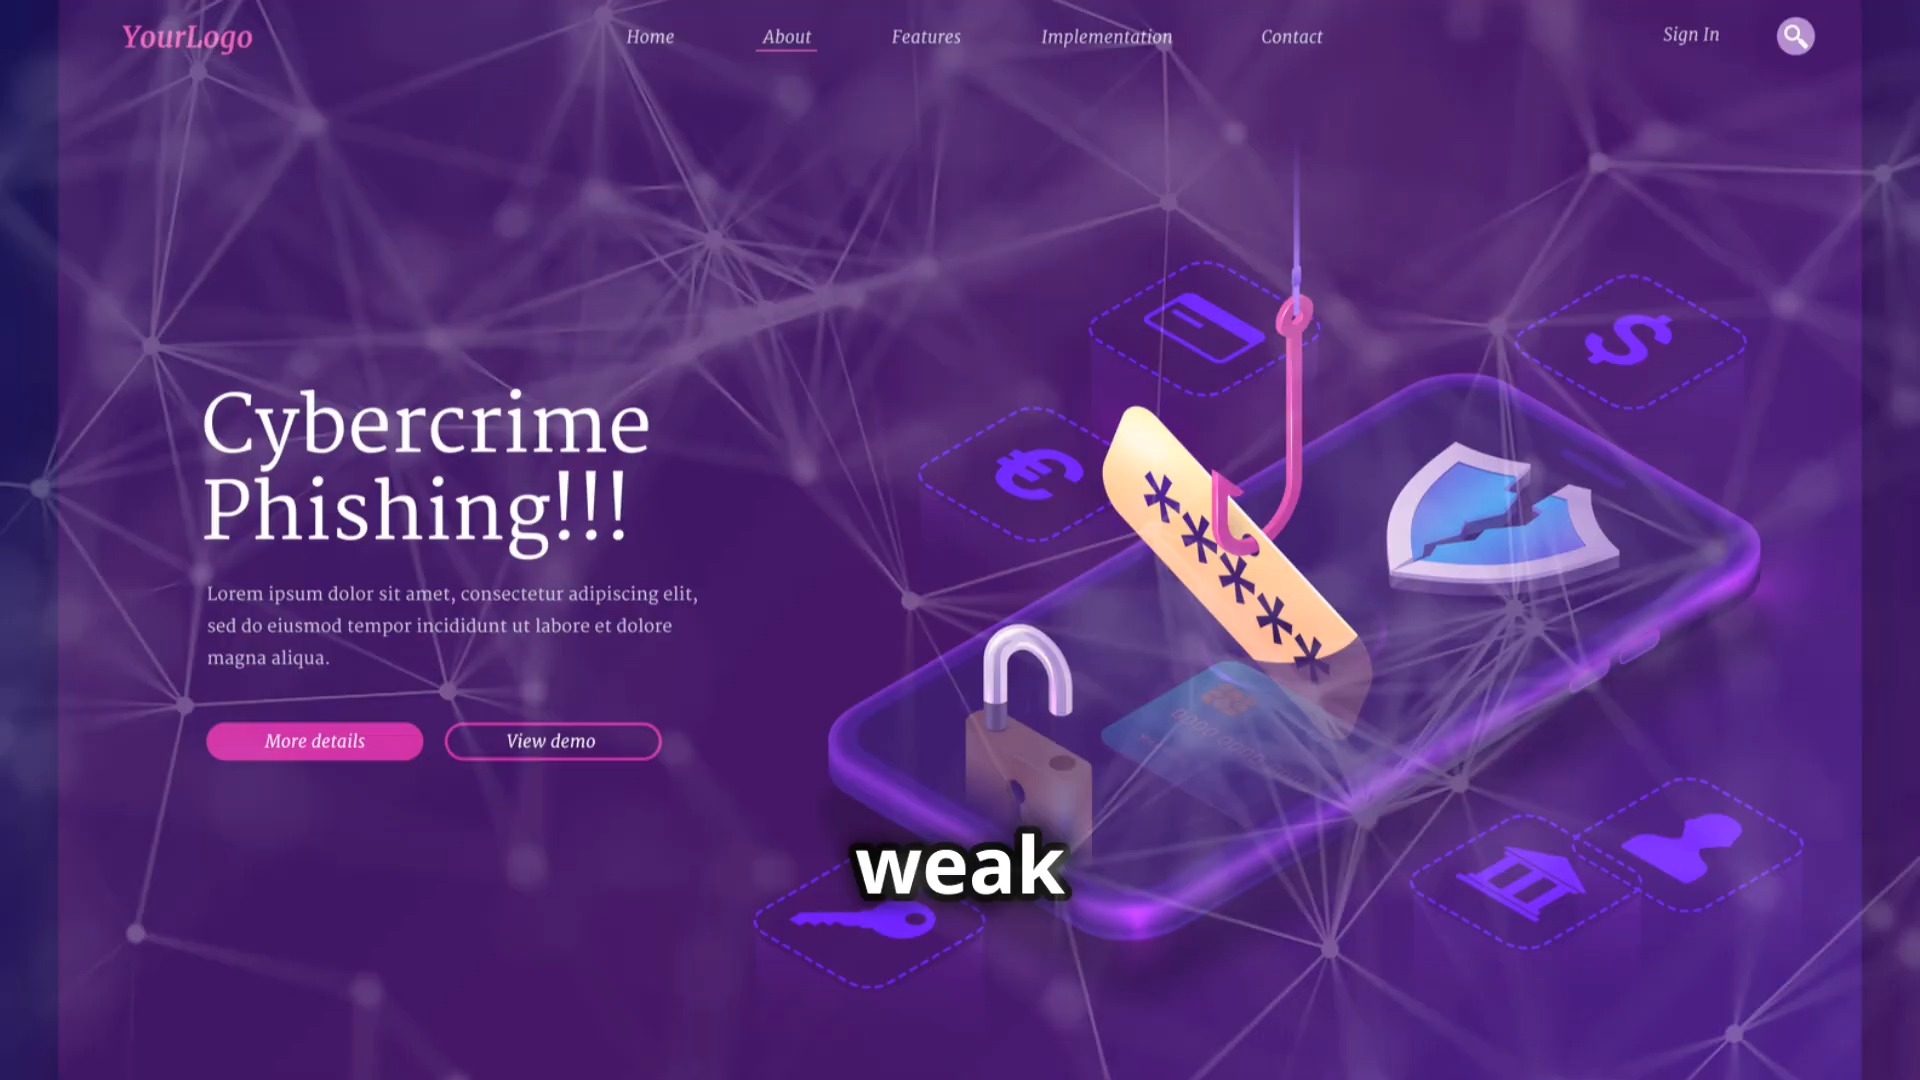 YourLogo
Home
About
Features
Implementation
Contact
Sign In
Cybercrime
Phishing!!!
Lorem ipsum dolor sit amet, consectetur adipiscing elit,
sed do eiusmod tempor incididunt ut labore et dolore
magna aliqua.
More details
View demo
*****
weak